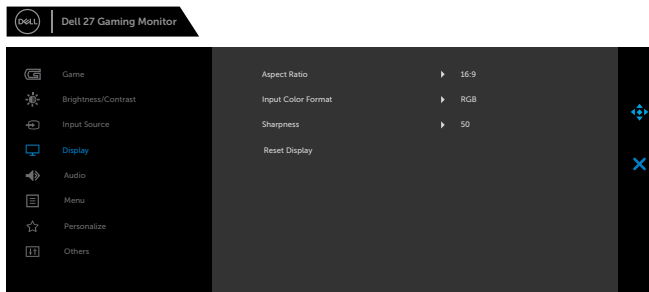 DELL
Dell 27 Gaming Monitor
Game
Aspect Ratio 16:9
Brightness/Contrast
Input Color Format RGB
Input Source
Sharpness 50
Display
Reset Display
Audio
Menu
Personalize
Others